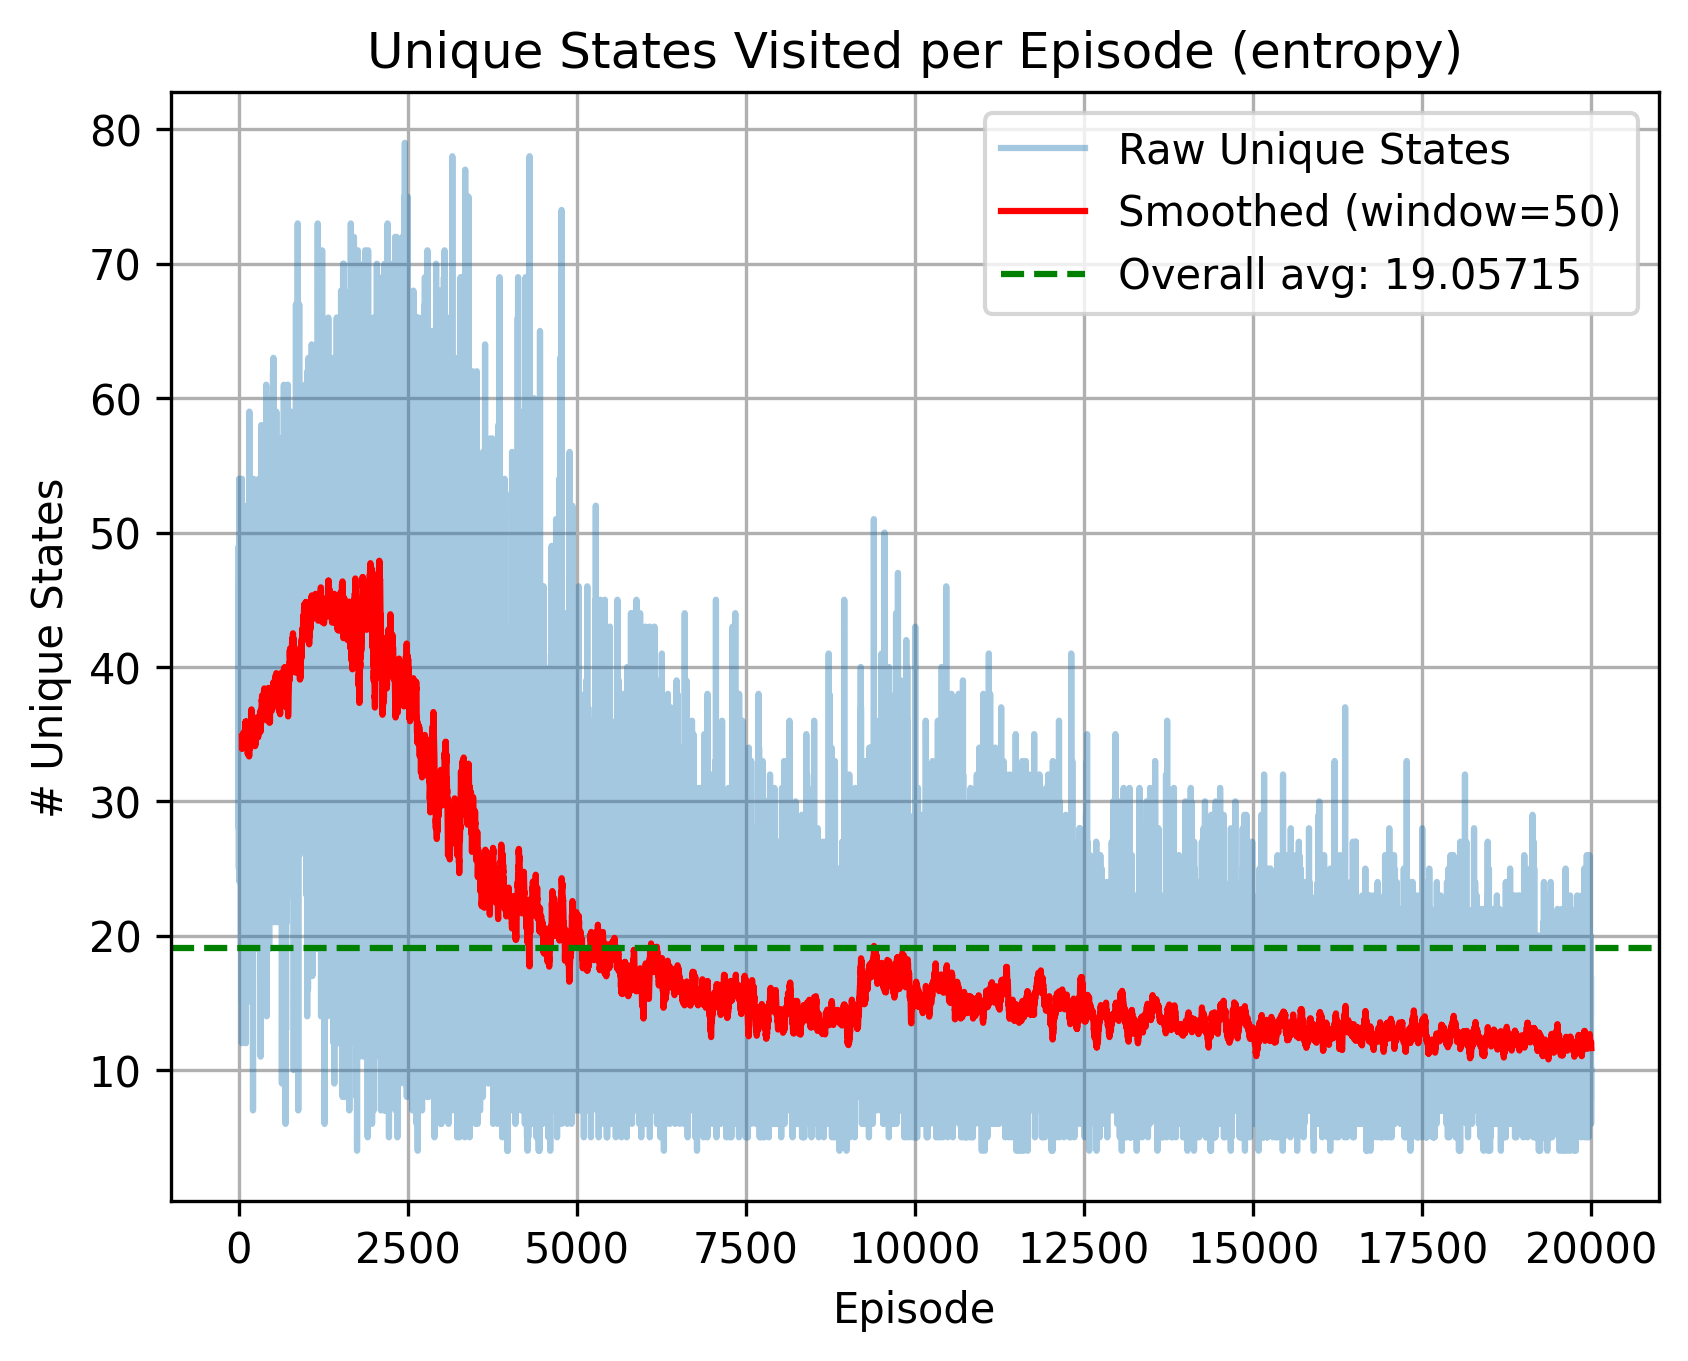 Unique States Visited per Episode (entropy)
Raw Unique States
Smoothed (window=50)
Overall avg: 19.05715
# Unique States
80
70
60
50
40
30
20
10
0 2500 5000 7500 10000 12500 15000 17500 20000
Episode